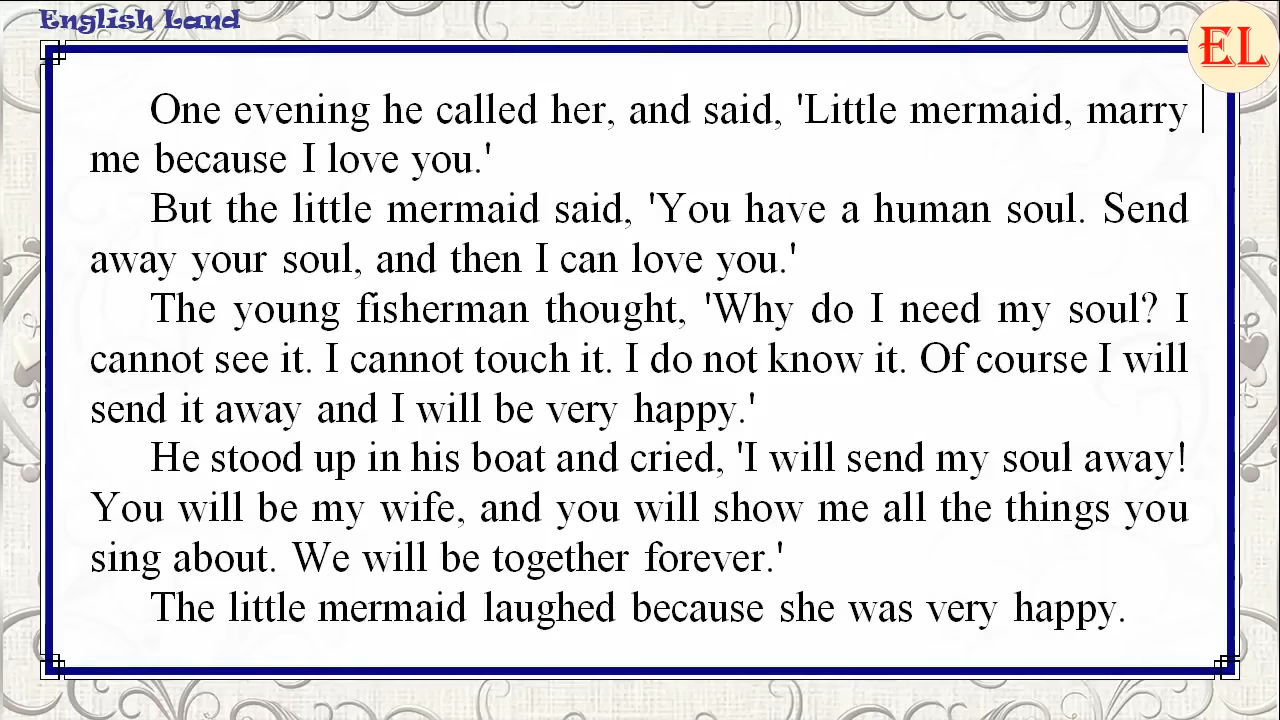 English Land
EL
One evening he called her, and said, 'Little mermaid, marry
me because I love you.'
But the little mermaid said, 'You have a human soul. Send
away your soul, and then I can love you.'
The young fisherman thought, 'Why do I need my soul? I
cannot see it. I cannot touch it. I do not know it. Of course I will
send it away and I will be very happy.'
He stood up in his boat and cried, 'I will send my soul away!
You will be my wife, and you will show me all the things you
sing about. We will be together forever.'
The little mermaid laughed because she was very happy.